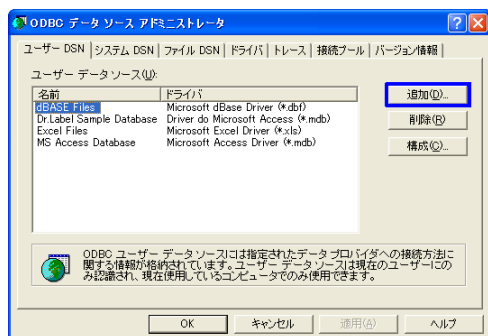 ODBC データ ソース アドミニストレータ
ユーザー DSN システム DSN ファイル DSN ドライバ トレース 接続プール バージョン情報
ユーザー データ ソース(U):
名前 ドライバ
dBASE Files Microsoft dBase Driver (*.dbf)
Dr.Label Sample Database Driver do Microsoft Access (*.mdb)
Excel Files Microsoft Excel Driver (*.xls)
MS Access Database Microsoft Access Driver (*.mdb)
追加(D)...
削除(R)
構成(C)...
ODBC ユーザー データ ソースには指定されたデータ プロバイダへの接続方法に
関する情報が格納されています。ユーザー データ ソースは現在のユーザーにの
み認識され、現在使用しているコンピュータでのみ使用できます。
OK キャンセル 適用(A) ヘルプ